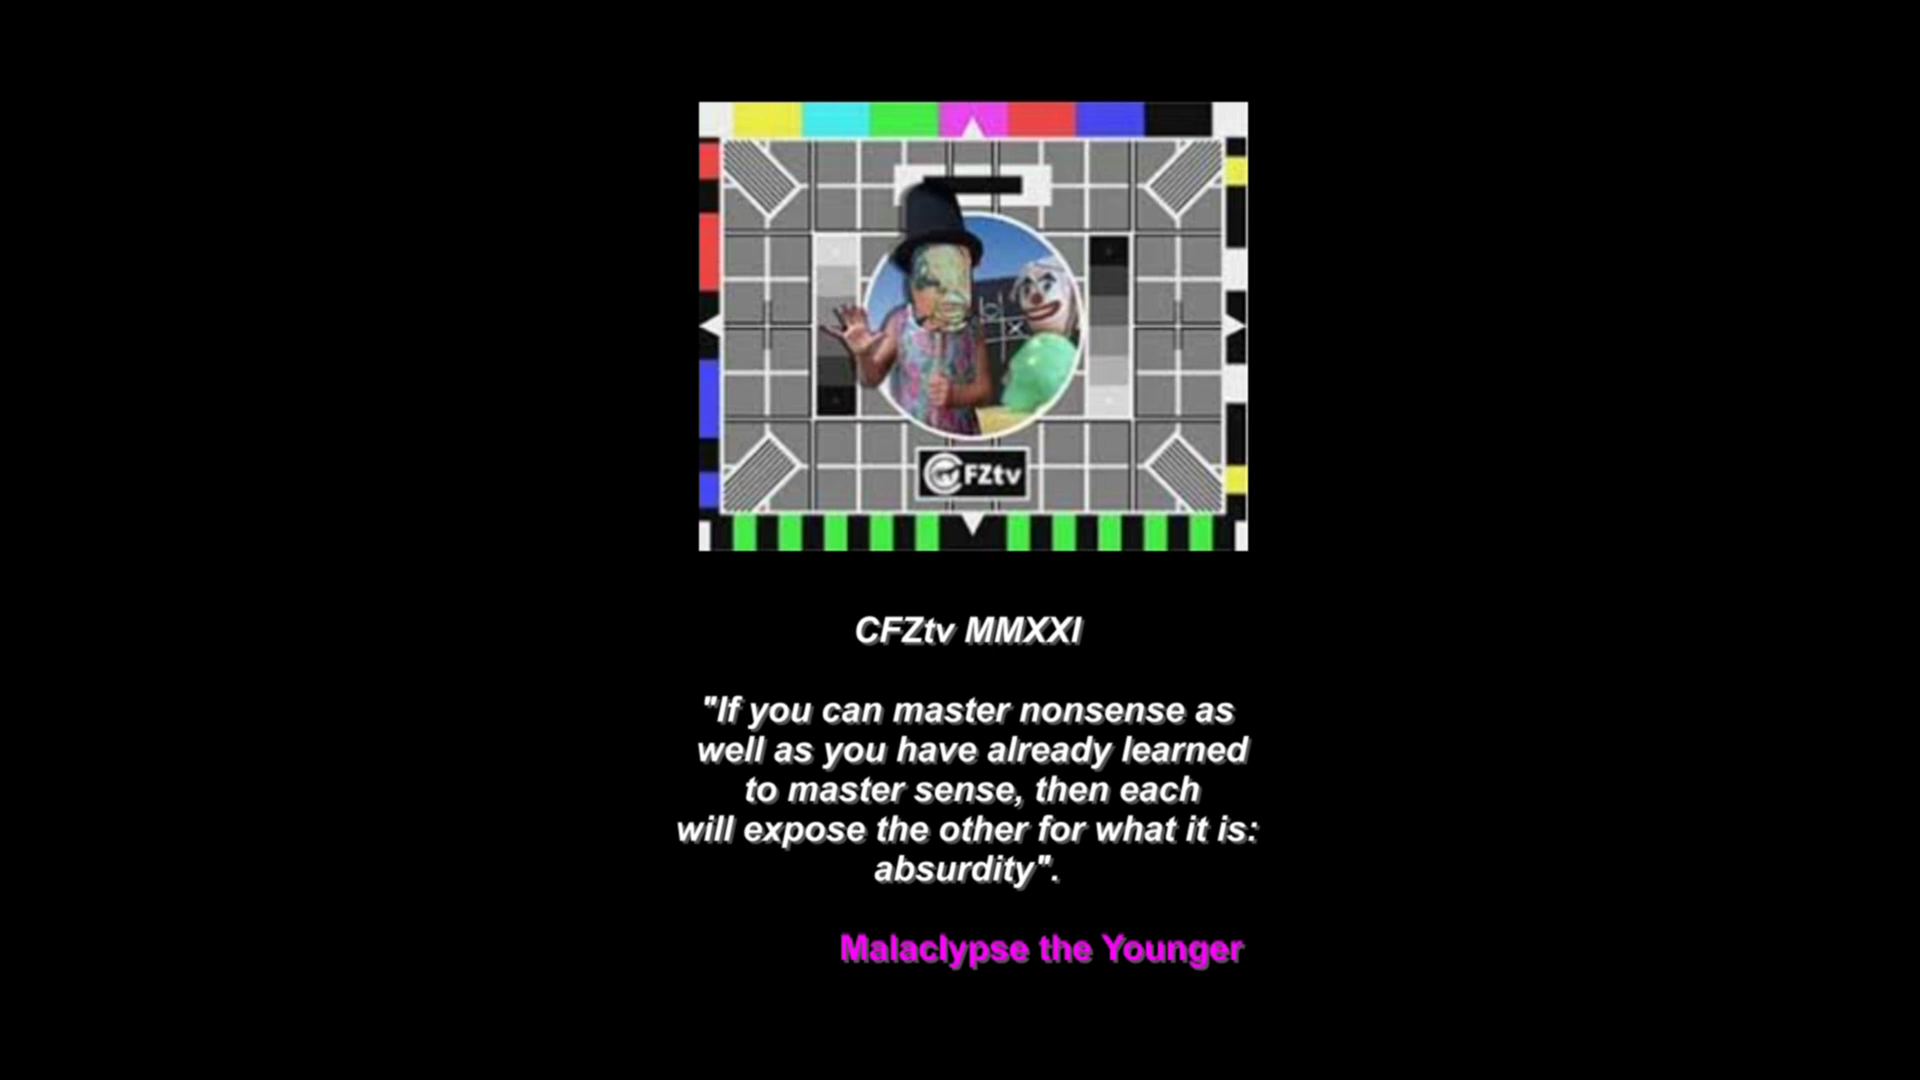 CFZtv
CFZtv MMXXI
"If you can master nonsense as
well as you have already learned
to master sense, then each
will expose the other for what it is:
absurdity".
Malaclypse the Younger